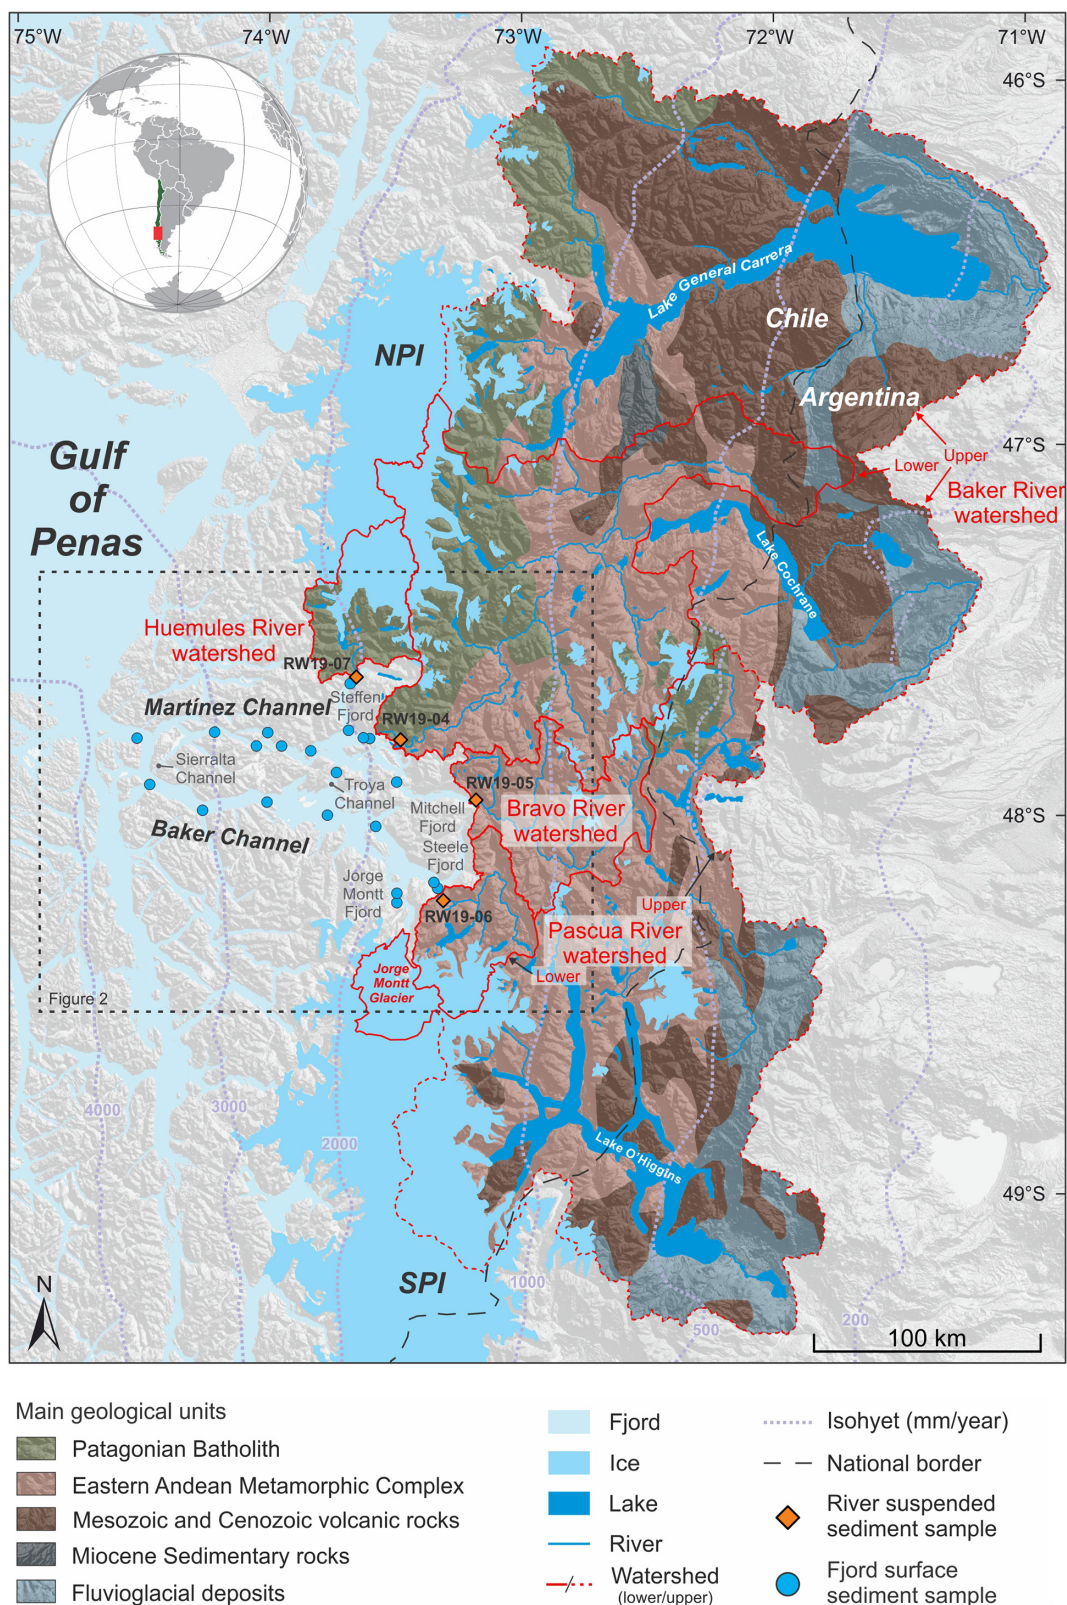 75°W
74°W
73°W
72°W
71°W
46°S
Lake General Carrera
Chile
NPI
Argentina
47°S
Gulf
of
Penas
Lower
Upper
Baker River
watershed
Lake Cochrane
Huemules River
watershed
RW19-07
Steffen
Fjord
Martínez Channel
RW19-04
Sierralta
Channel
Troya
Channel
RW19-05
Mitchell
Fjord
Bravo River
watershed
48°S
Baker Channel
Steele
Fjord
Jorge
Montt
Fjord
RW19-06
Upper
Pascua River
watershed
Lower
Jorge
Montt
Glacier
Figure 2
4000
3000
2000
Lake O'Higgins
49°S
SPI
1000
500
200
N
100 km
Main geological units
Patagonian Batholith
Eastern Andean Metamorphic Complex
Mesozoic and Cenozoic volcanic rocks
Miocene Sedimentary rocks
Fluvioglacial deposits
Fjord
Ice
Lake
River
Watershed
(lower/upper)
Isohyet (mm/year)
National border
River suspended
sediment sample
Fjord surface
sediment sample